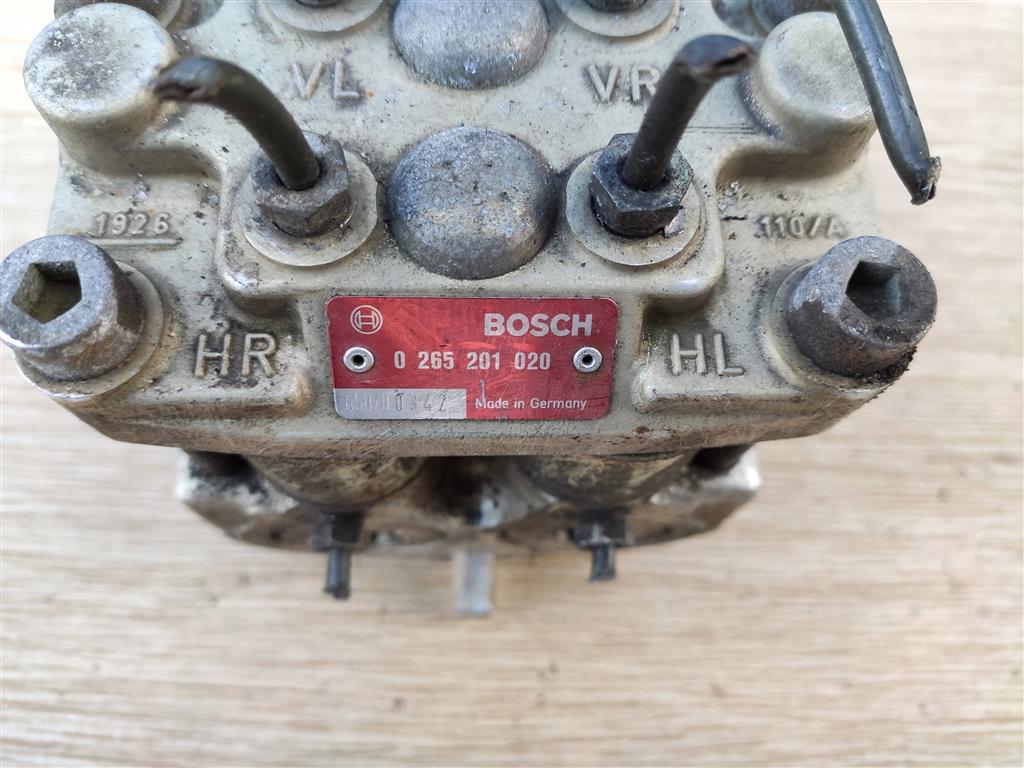 VL VR
1926 110/A
HR HL
BOSCH
0 265 201 020
Made in Germany